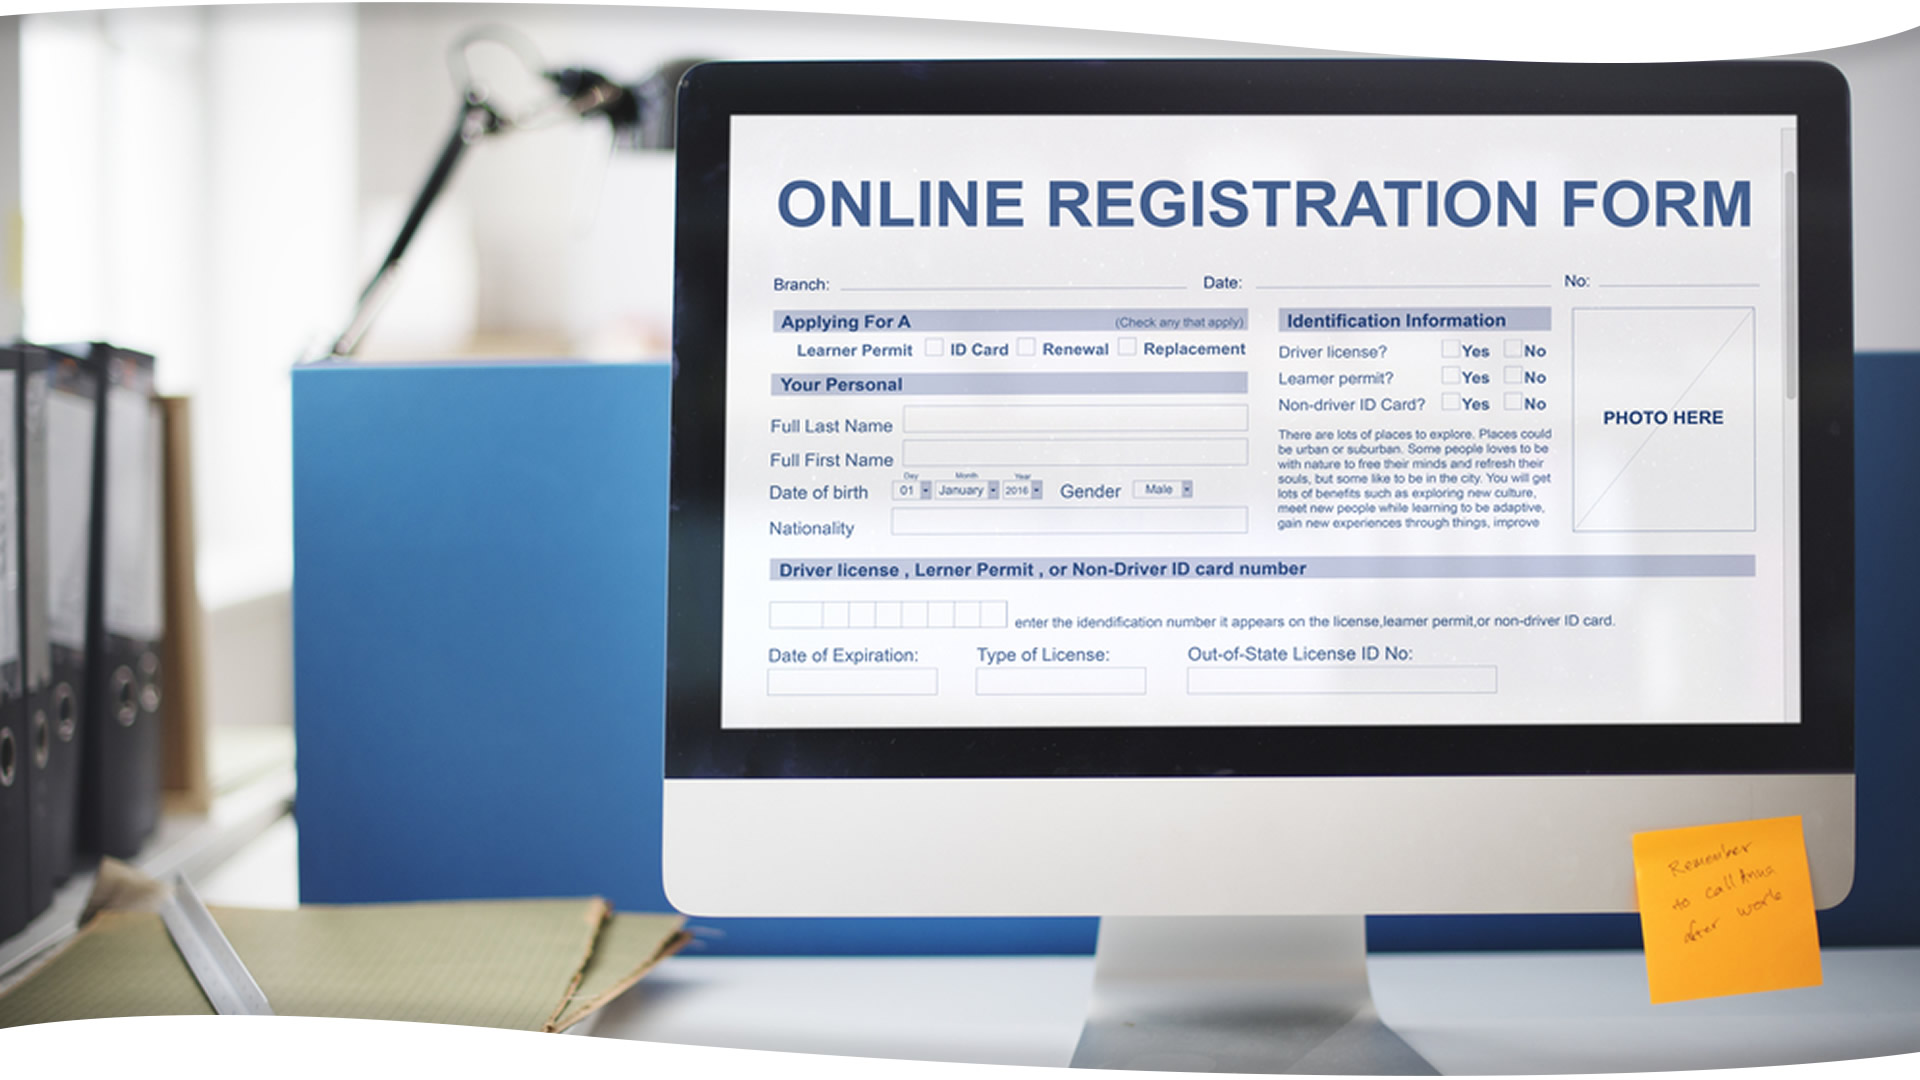 ONLINE REGISTRATION FORM
Branch: Date: No:
Applying For A (Check any that apply)
Learner Permit ID Card Renewal Replacement
Your Personal
Full Last Name
Full First Name
Day Month Year
Date of birth 01 January 2016 Gender Male
Nationality
Identification Information
Driver license? Yes No
Learner permit? Yes No
Non-driver ID Card? Yes No
There are lots of places to explore. Places could
be urban or suburban. Some people loves to be
with nature to free their minds and refresh their
souls, but some like to be in the city. You will get
lots of benefits such as exploring new culture,
meet new people while learning to be adaptive,
gain new experiences through things, improve
PHOTO HERE
Driver license , Lerner Permit , or Non-Driver ID card number
enter the idendification number it appears on the license,learner permit,or non-driver ID card.
Date of Expiration: Type of License: Out-of-State License ID No:
Remember
to call Anna
after work